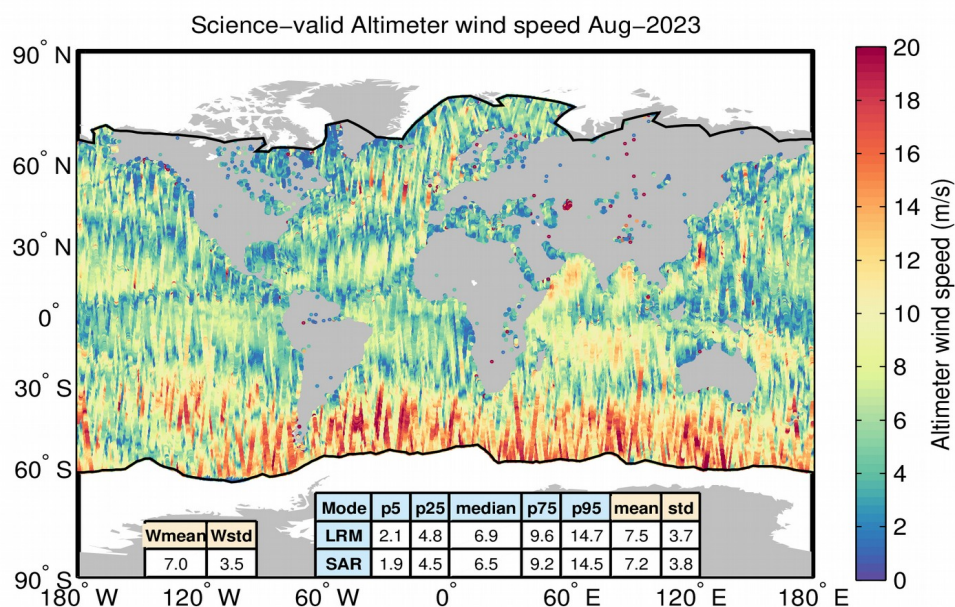 Science−valid Altimeter wind speed Aug−2023
90° N
60° N
30° N
0°
30° S
60° S
90° S
180° W
120° W
60° W
0°
60° E
120° E
180° E
Wmean Wstd
7.0 3.5
Mode p5 p25 median p75 p95 mean std
LRM 2.1 4.8 6.9 9.6 14.7 7.5 3.7
SAR 1.9 4.5 6.5 9.2 14.5 7.2 3.8
20
18
16
14
12
10
8
6
4
2
0
Altimeter wind speed (m/s)